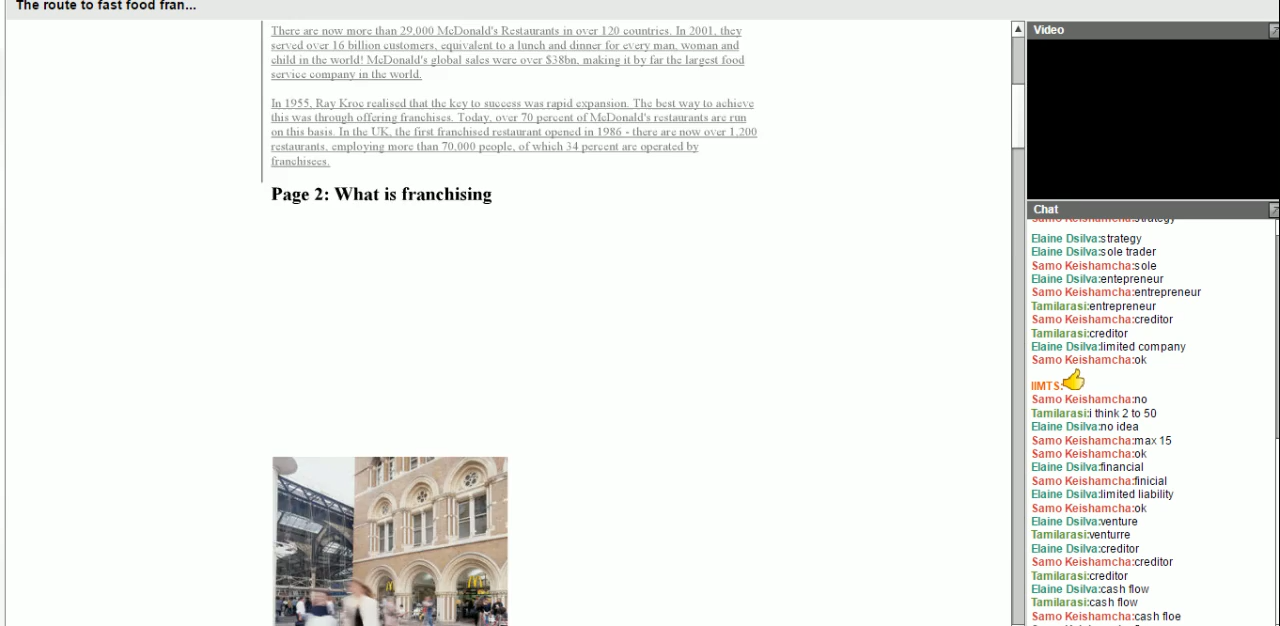 The route to fast food fran...
There are now more than 29,000 McDonald's Restaurants in over 120 countries. In 2001, they
served over 16 billion customers, equivalent to a lunch and dinner for every man, woman and
child in the world! McDonald's global sales were over $38bn, making it by far the largest food
service company in the world.
In 1955, Ray Kroc realised that the key to success was rapid expansion. The best way to achieve
this was through offering franchises. Today, over 70 percent of McDonald's restaurants are run
on this basis. In the UK, the first franchised restaurant opened in 1986 - there are now over 1,200
restaurants, employing more than 70,000 people, of which 34 percent are operated by
franchisees.
Page 2: What is franchising
Video
Chat
Samo Keishamcha:strategy
Elaine Dsilva:strategy
Elaine Dsilva:sole trader
Samo Keishamcha:sole
Elaine Dsilva:entepreneur
Samo Keishamcha:entrepreneur
Tamilarasi:entrepreneur
Samo Keishamcha:creditor
Tamilarasi:creditor
Elaine Dsilva:limited company
Samo Keishamcha:ok
IIMTS:
Samo Keishamcha:no
Tamilarasi:i think 2 to 50
Elaine Dsilva:no idea
Samo Keishamcha:max 15
Samo Keishamcha:ok
Elaine Dsilva:financial
Samo Keishamcha:finicial
Elaine Dsilva:limited liability
Samo Keishamcha:ok
Elaine Dsilva:venture
Tamilarasi:venturre
Elaine Dsilva:creditor
Samo Keishamcha:creditor
Tamilarasi:creditor
Elaine Dsilva:cash flow
Tamilarasi:cash flow
Samo Keishamcha:cash floe